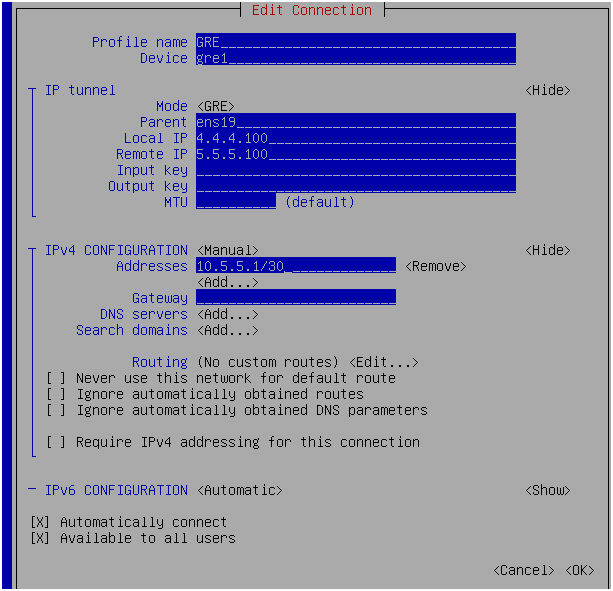 Edit Connection
Profile name GRE
Device gre1
IP tunnel <Hide>
Mode <GRE>
Parent ens19
Local IP 4.4.4.100
Remote IP 5.5.5.100
Input key
Output key
MTU (default)
IPv4 CONFIGURATION <Manual> <Hide>
Addresses 10.5.5.1/30 <Remove>
<Add...>
Gateway
DNS servers <Add...>
Search domains <Add...>
Routing (No custom routes) <Edit...>
[ ] Never use this network for default route
[ ] Ignore automatically obtained routes
[ ] Ignore automatically obtained DNS parameters
[ ] Require IPv4 addressing for this connection
IPv6 CONFIGURATION <Automatic> <Show>
[X] Automatically connect
[X] Available to all users
<Cancel> <OK>